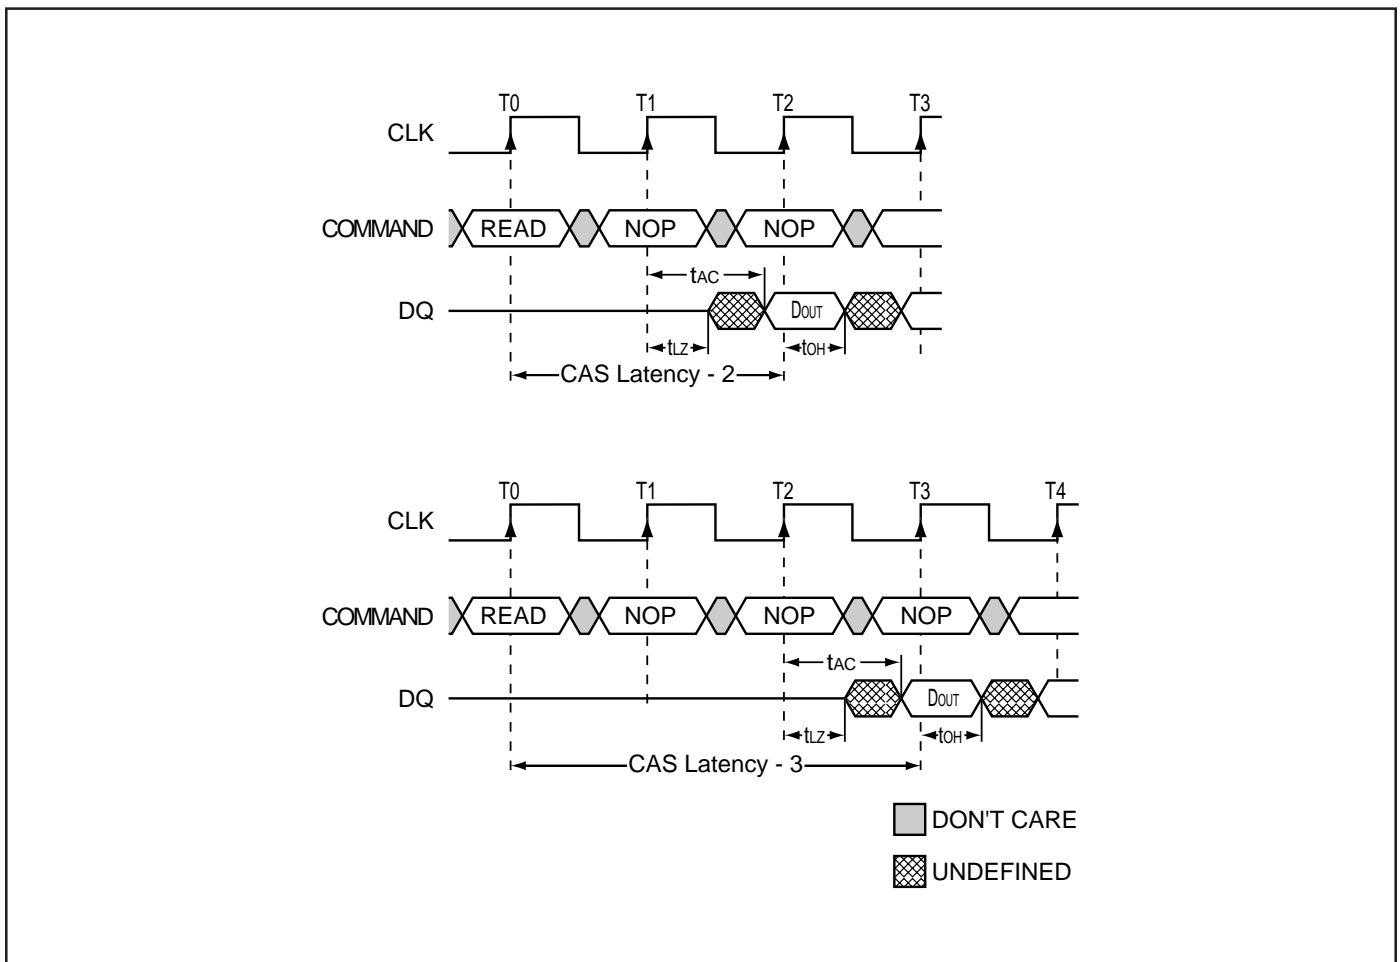 T0 T1 T2 T3
CLK
COMMAND READ NOP NOP
tAC
DQ DOUT
tLZ tOH
CAS Latency - 2
T0 T1 T2 T3 T4
CLK
COMMAND READ NOP NOP NOP
tAC
DQ DOUT
tLZ tOH
CAS Latency - 3
DON'T CARE
UNDEFINED